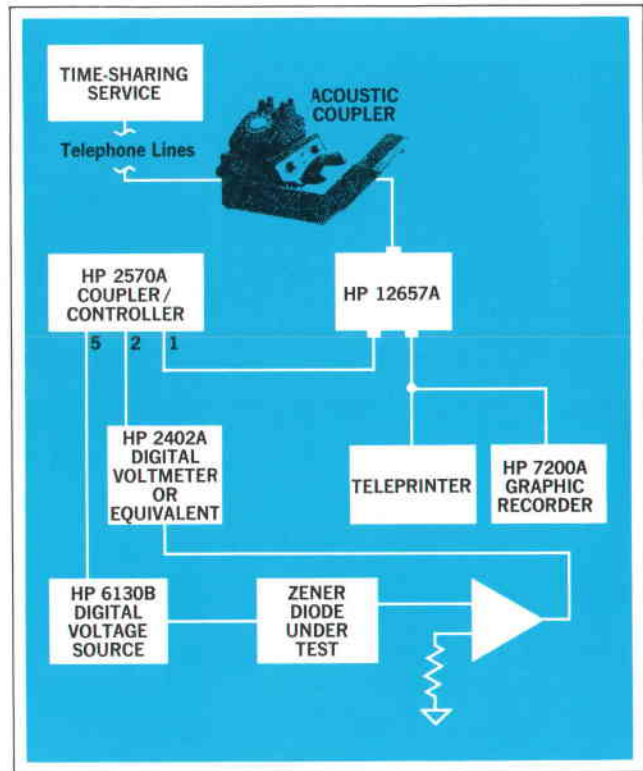 TIME-SHARING
SERVICE
Telephone Lines
ACOUSTIC
COUPLER
HP 2570A
COUPLER/
CONTROLLER
5 2 1
HP 12657A
HP 2402A
DIGITAL
VOLTMETER
OR
EQUIVALENT
TELEPRINTER
HP 7200A
GRAPHIC
RECORDER
HP 6130B
DIGITAL
VOLTAGE
SOURCE
ZENER
DIODE
UNDER
TEST